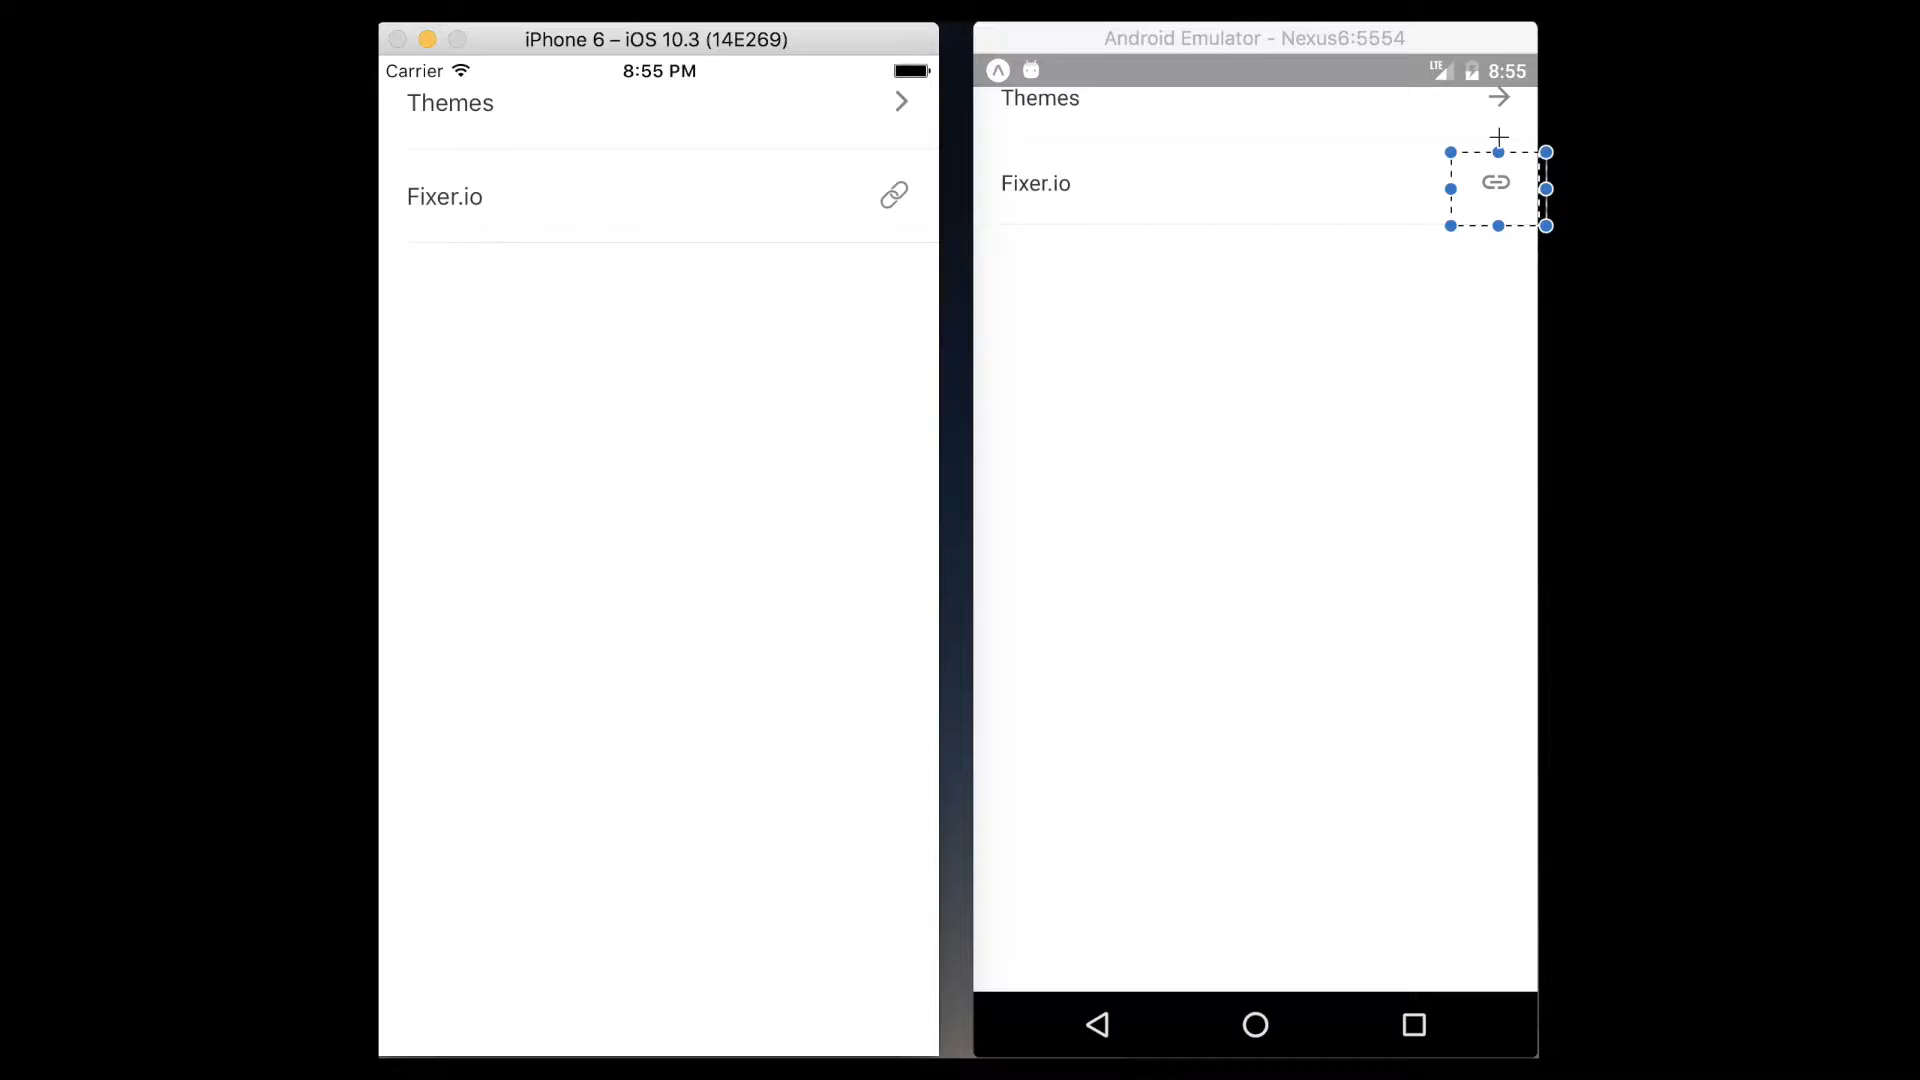 iPhone 6 – iOS 10.3 (14E269)
Carrier 8:55 PM
Themes
Fixer.io
Android Emulator - Nexus6:5554
LTE 8:55
Themes
Fixer.io